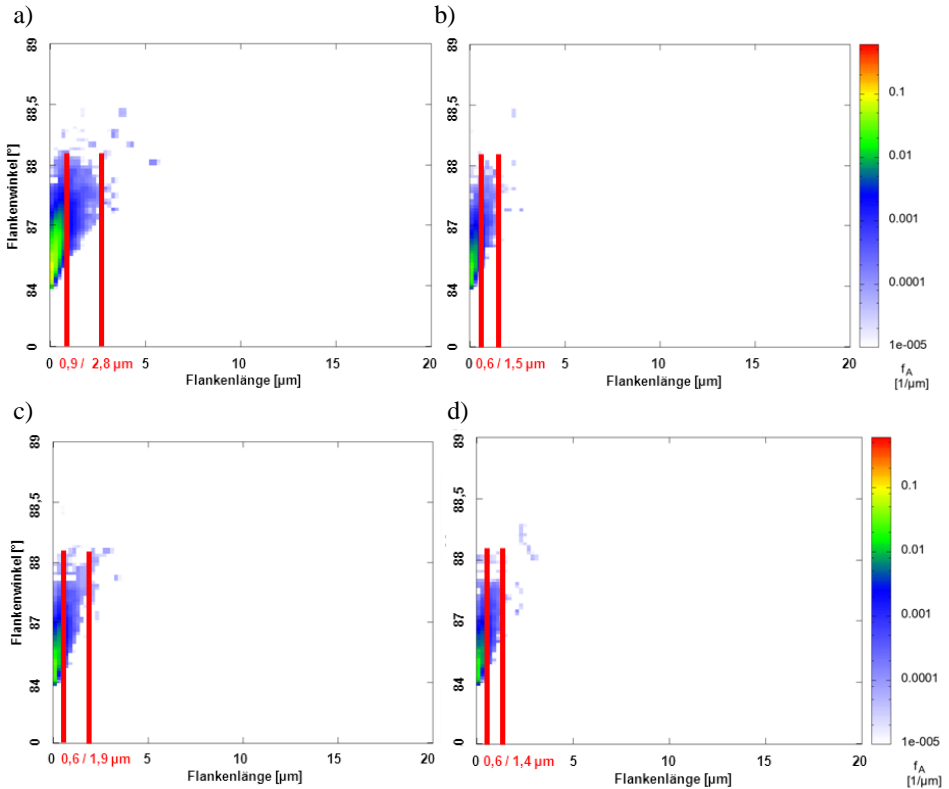 a)
b)
89
88,5
88
87
84
0
Flankenwinkel [°]
0 0,9 / 2,8 µm 5 10 15 20
Flankenlänge [µm]
89
88,5
88
87
84
0
0 0,6 / 1,5 µm 5 10 15 20
Flankenlänge [µm]
0.1
0.01
0.001
0.0001
1e-005
f_A
[1/µm]
c)
d)
89
88,5
88
87
84
0
Flankenwinkel [°]
0 0,6 / 1,9 µm 5 10 15 20
Flankenlänge [µm]
89
88,5
88
87
84
0
0 0,6 / 1,4 µm 5 10 15 20
Flankenlänge [µm]
0.1
0.01
0.001
0.0001
1e-005
f_A
[1/µm]